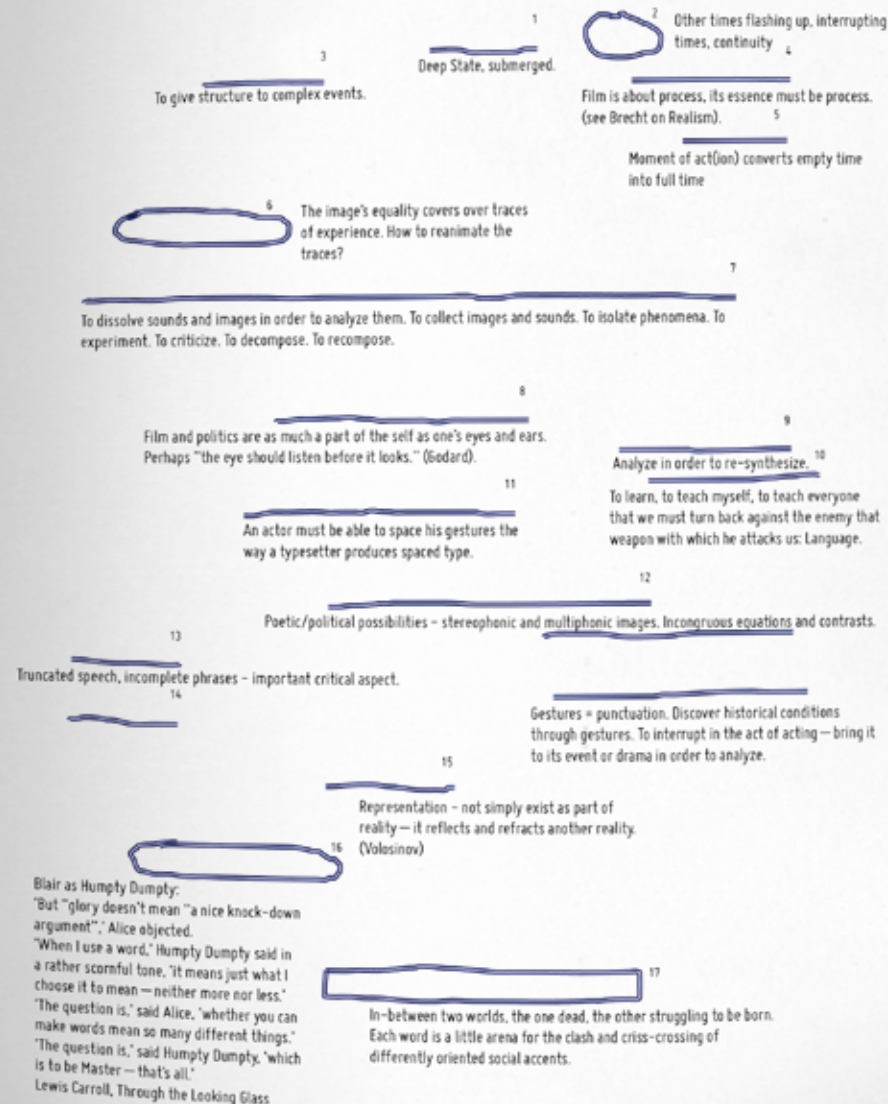 1
Deep State, submerged.
2
Other times flashing up, interrupting
times, continuity
3
To give structure to complex events.
4
Film is about process, its essence must be process.
(see Brecht on Realism).
5
Moment of act(ion) converts empty time
into full time
6
The image's equality covers over traces
of experience. How to reanimate the
traces?
7
To dissolve sounds and images in order to analyze them. To collect images and sounds. To isolate phenomena. To
experiment. To criticize. To decompose. To recompose.
8
Film and politics are as much a part of the self as one's eyes and ears.
Perhaps "the eye should listen before it looks." (Godard).
9
Analyze in order to re-synthesize.
10
To learn, to teach myself, to teach everyone
that we must turn back against the enemy that
weapon with which he attacks us: Language.
11
An actor must be able to space his gestures the
way a typesetter produces spaced type.
12
Poetic/political possibilities – stereophonic and multiphonic images. Incongruous equations and contrasts.
13
Truncated speech, incomplete phrases – important critical aspect.
14
Gestures = punctuation. Discover historical conditions
through gestures. To interrupt in the act of acting — bring it
to its event or drama in order to analyze.
15
Representation – not simply exist as part of
reality — it reflects and refracts another reality.
(Volosinov)
16
Blair as Humpty Dumpty:
'But "glory doesn't mean "a nice knock-down
argument",' Alice objected.
'When I use a word,' Humpty Dumpty said in
a rather scornful tone, 'it means just what I
choose it to mean — neither more nor less.'
'The question is,' said Alice, 'whether you can
make words mean so many different things.'
'The question is,' said Humpty Dumpty, 'which
is to be Master — that's all.'
Lewis Carroll, Through the Looking Glass
17
In-between two worlds, the one dead, the other struggling to be born.
Each word is a little arena for the clash and criss-crossing of
differently oriented social accents.